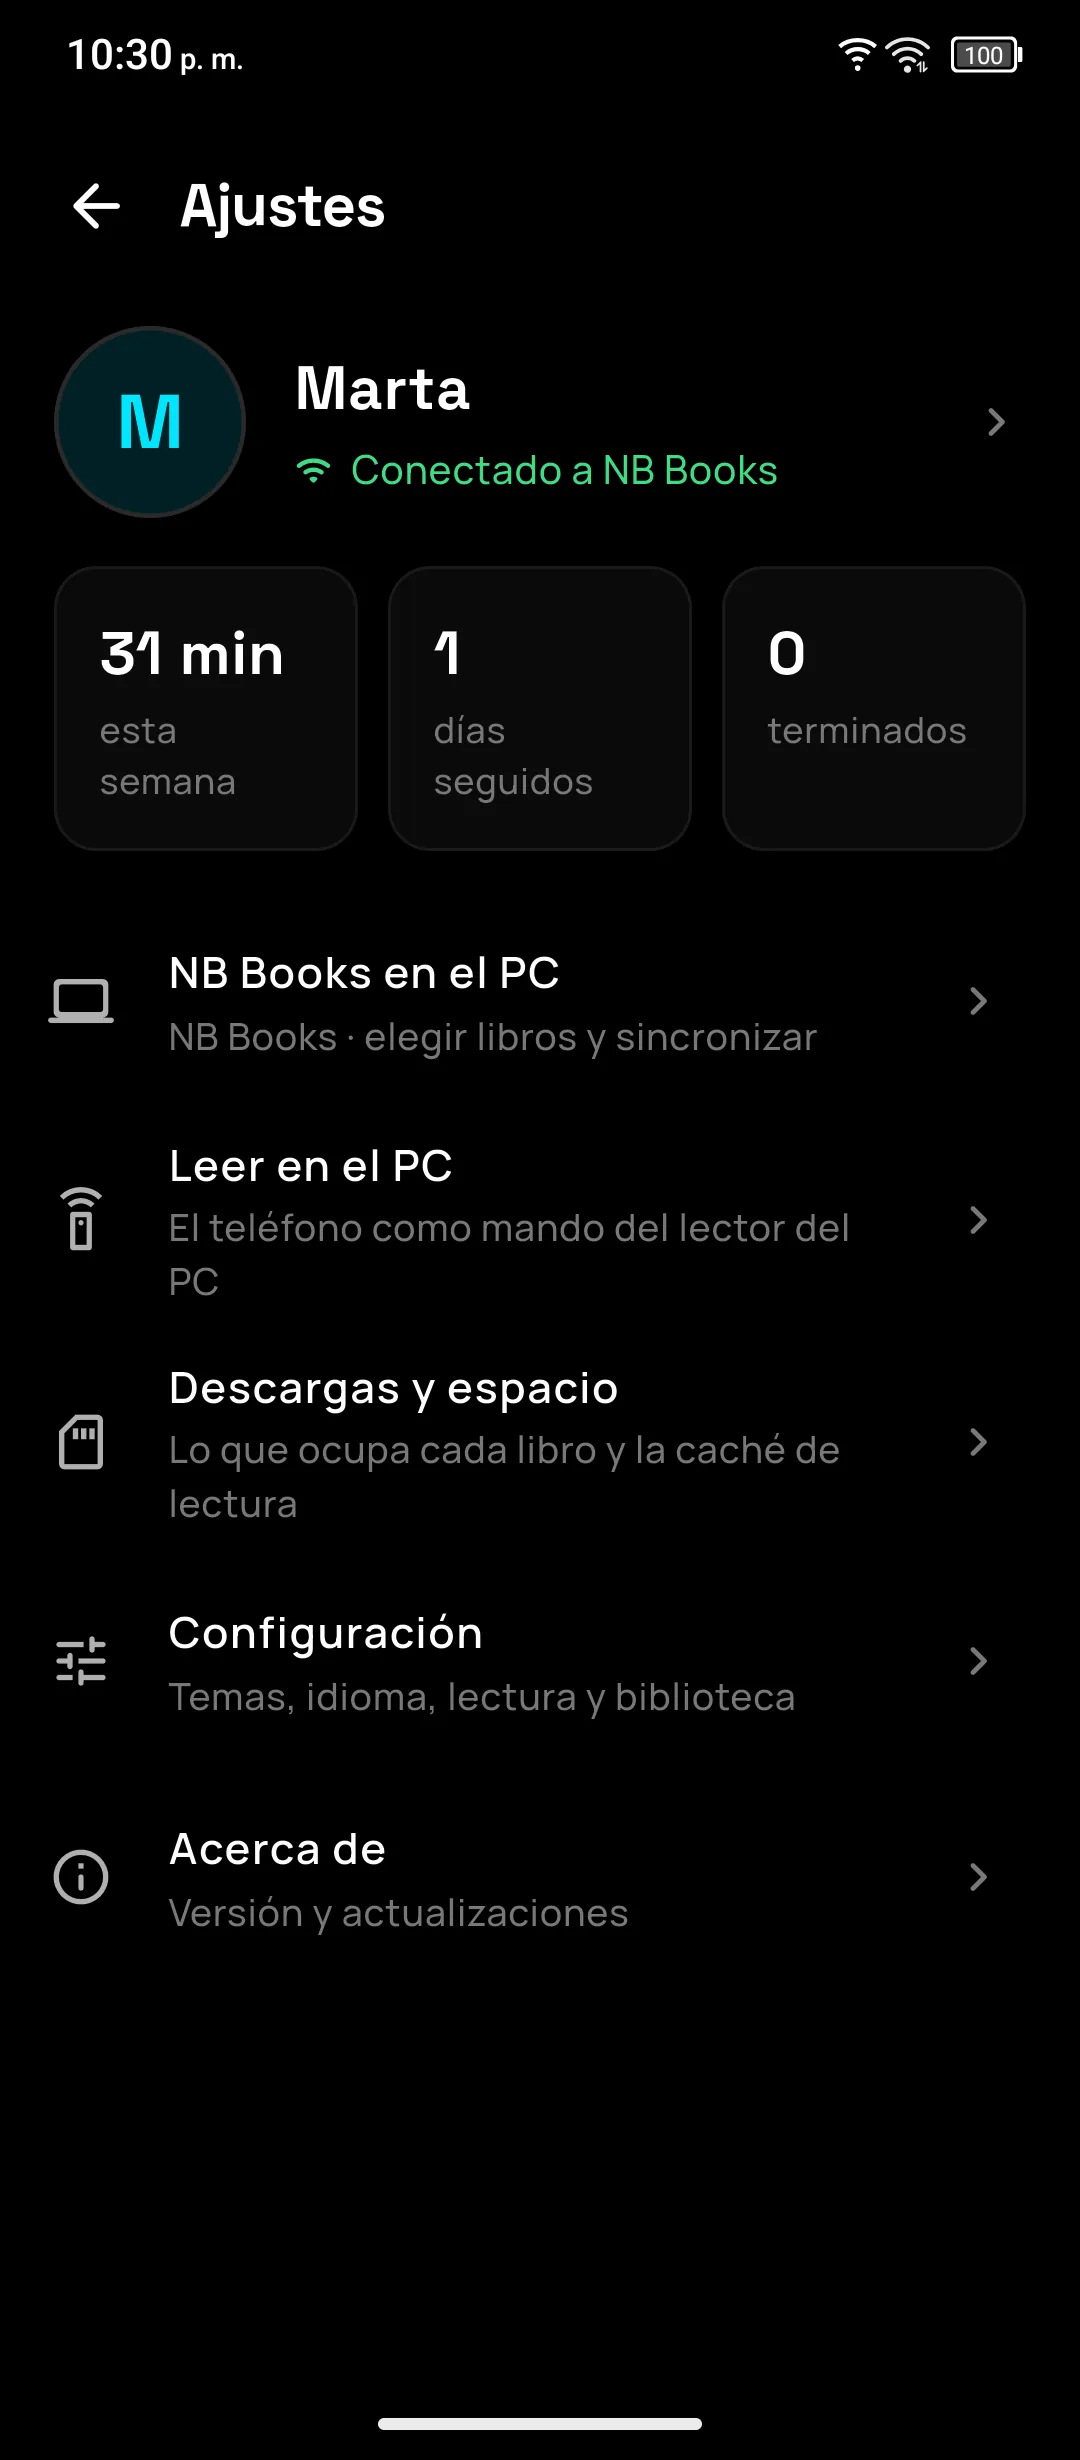 10:30 p. m.
100
Ajustes
M
Marta
Conectado a NB Books
31 min
esta
semana
1
días
seguidos
0
terminados
NB Books en el PC
NB Books · elegir libros y sincronizar
Leer en el PC
El teléfono como mando del lector del
PC
Descargas y espacio
Lo que ocupa cada libro y la caché de
lectura
Configuración
Temas, idioma, lectura y biblioteca
Acerca de
Versión y actualizaciones